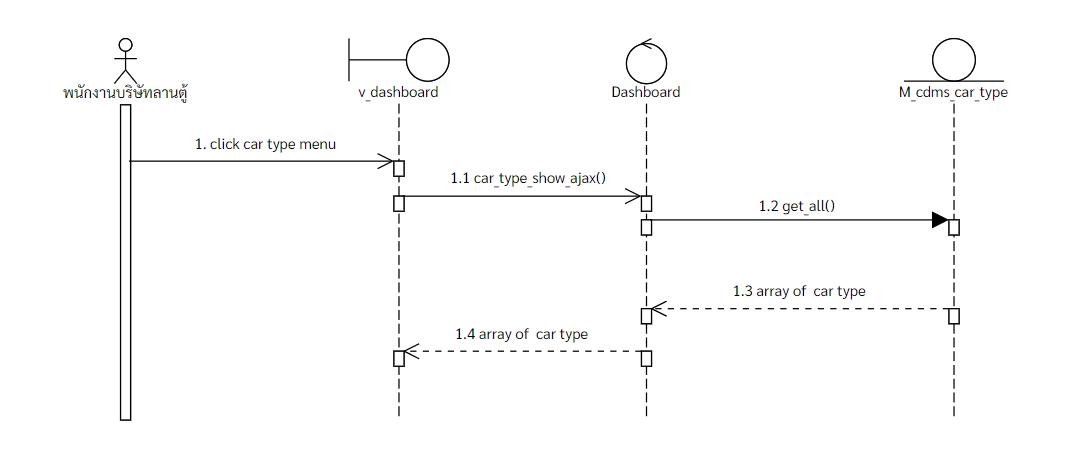 พนักงานบริษัทลานตู้
v_dashboard
Dashboard
M_cdms_car_type
1. click car type menu
1.1 car_type_show_ajax()
1.2 get_all()
1.3 array of  car type
1.4 array of  car type